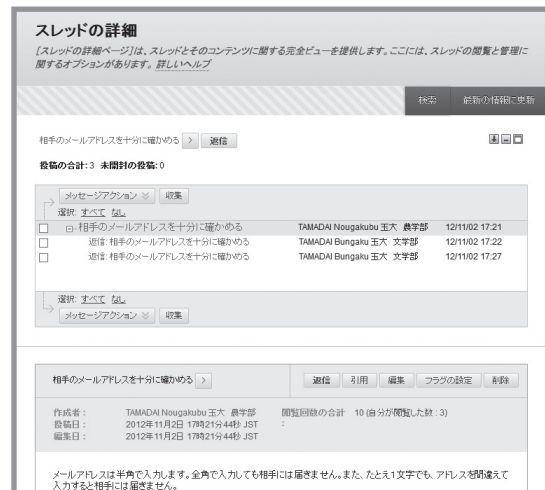 スレッドの詳細
[スレッドの詳細ページ]は、スレッドとそのコンテンツに関する完全ビューを提供します。ここには、スレッドの閲覧と管理に
関するオプションがあります。 詳しいヘルプ
検索 最新の情報に更新
相手のメールアドレスを十分に確かめる 返信
投稿の合計: 3 未開封の投稿: 0
メッセージアクション 収集
選択: すべて なし
相手のメールアドレスを十分に確かめる TAMADAI Nougakubu 玉大 農学部 12/11/02 17:21
返信: 相手のメールアドレスを十分に確かめる TAMADAI Bungaku 玉大 文学部 12/11/02 17:22
返信: 相手のメールアドレスを十分に確かめる TAMADAI Bungaku 玉大 文学部 12/11/02 17:27
選択: すべて なし
メッセージアクション 収集
相手のメールアドレスを十分に確かめる 返信 引用 編集 フラグの設定 削除
作成者: TAMADAI Nougakubu 玉大 農学部 閲覧回数の合計: 10 (自分が閲覧した数: 3)
投稿日: 2012年11月2日 17時21分44秒 JST
編集日: 2012年11月2日 17時21分44秒 JST
メールアドレスは半角で入力します。全角で入力しても相手には届きません。また、たとえ1文字でも、アドレスを間違えて
入力すると相手には届きません。